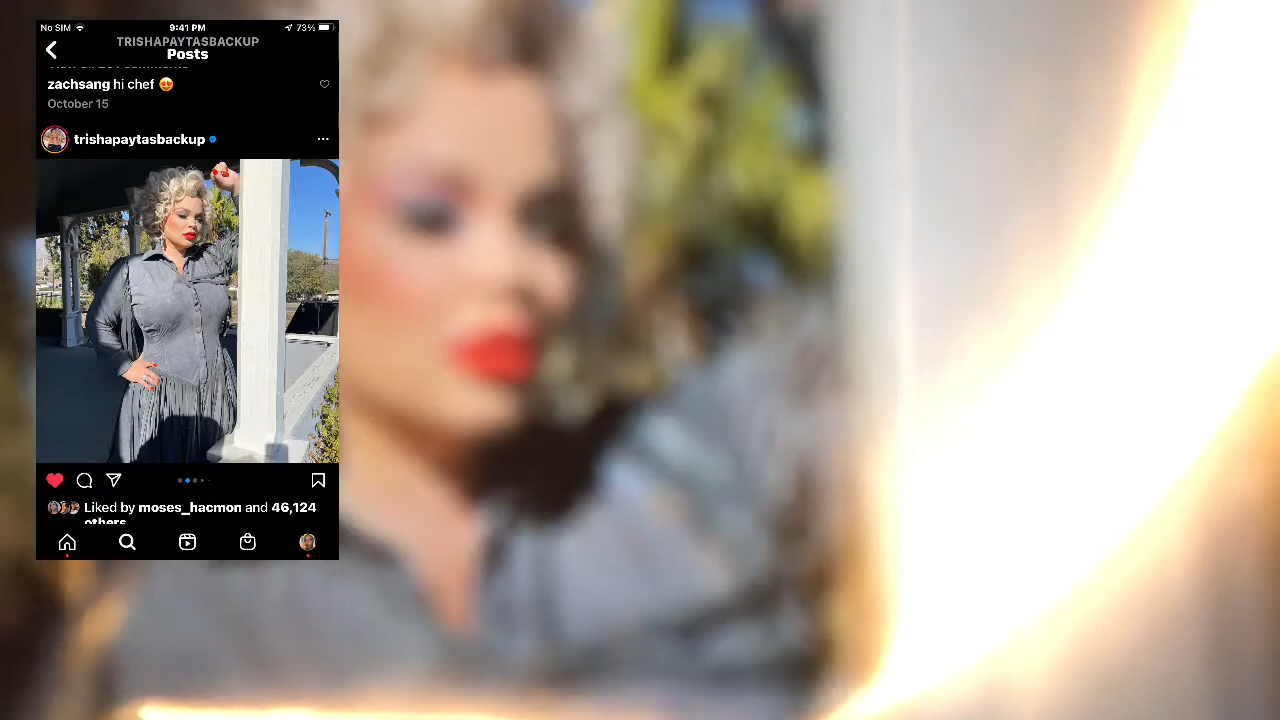 No SIM 9:41 PM 73%
TRISHAPAYTASBACKUP
Posts
zachsang hi chef 😍
October 15
trishapaytasbackup
Liked by moses_hacmon and 46,124
others